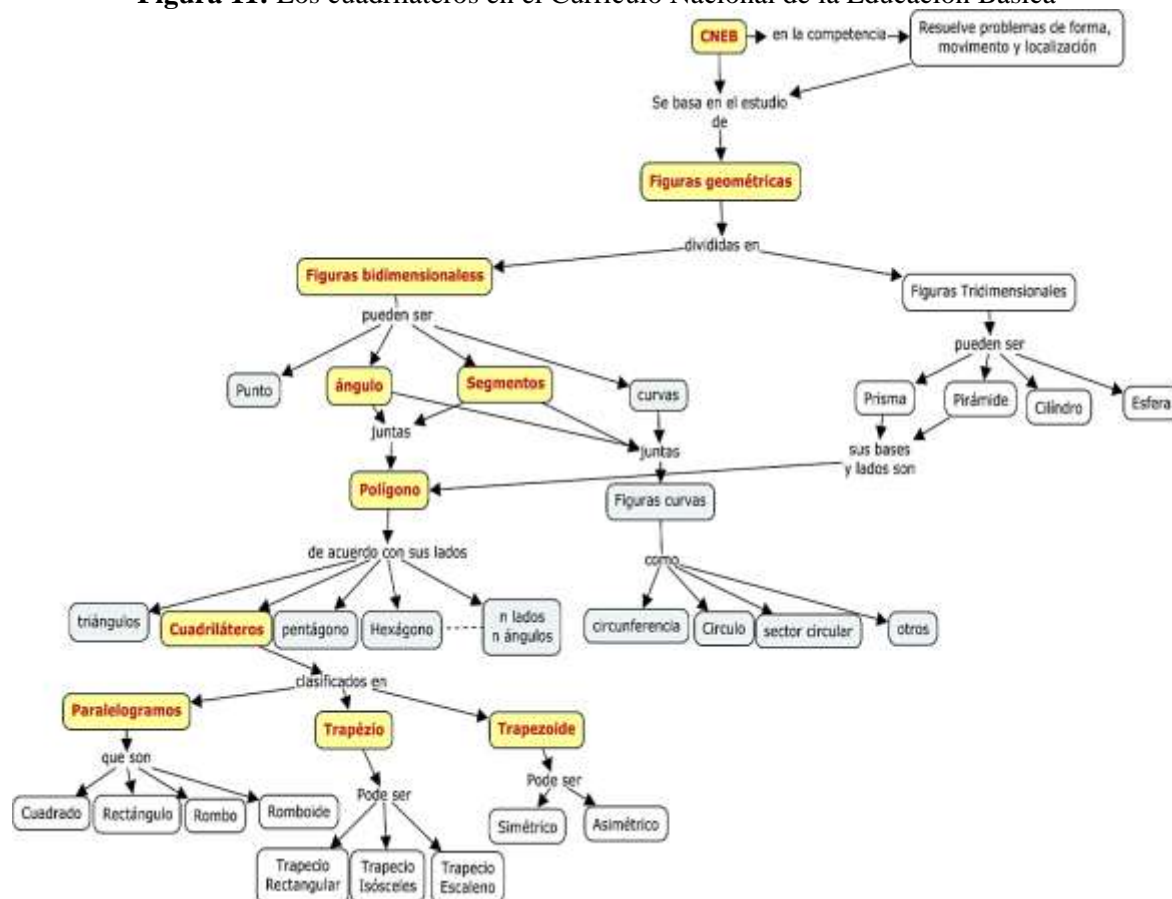 Figura 11: Los cuadriláteros en el Currículo Nacional de la Educación Básica
CNEB
en la competencia
Resuelve problemas de forma,
movimento y localización
Se basa en el estudio
de
Figuras geométricas
divididas en
Figuras bidimensionaless
Figuras Tridimensionales
pueden ser
pueden ser
Punto
ángulo
Segmentos
curvas
Prisma
Pirámide
Cilíndro
Esfera
juntas
juntas
sus bases
y lados son
Polígono
Figuras curvas
de acuerdo con sus lados
como
triángulos
Cuadriláteros
pentágono
Hexágono
n lados
n ángulos
circunferencia
Círculo
sector circular
otros
clasificados en
Paralelogramos
Trapézio
Trapezoide
que son
Pode ser
Pode ser
Cuadrado
Rectángulo
Rombo
Romboide
Simétrico
Asimétrico
Trapecio
Rectangular
Trapecio
Isósceles
Trapecio
Escaleno